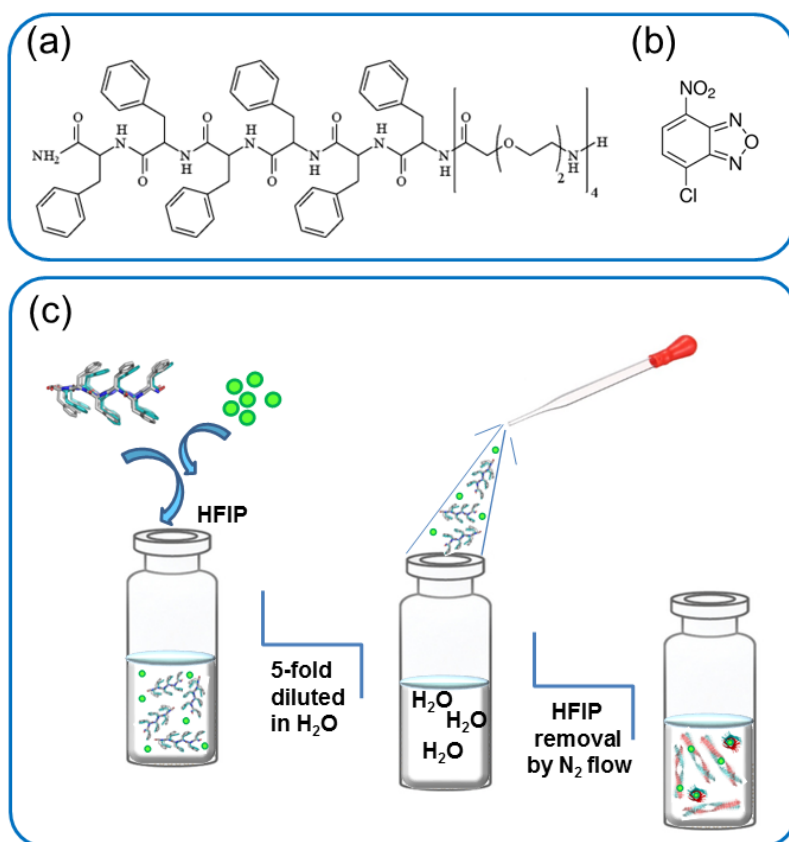 (a)
O H N O H N O H N O
NH₂ O N H O N H O N H O 2 N H H 4
(b)
NO₂
N
O
N
Cl
(c)
HFIP
5-fold
diluted
in H₂O
H₂O
H₂O
H₂O
HFIP
removal
by N₂ flow